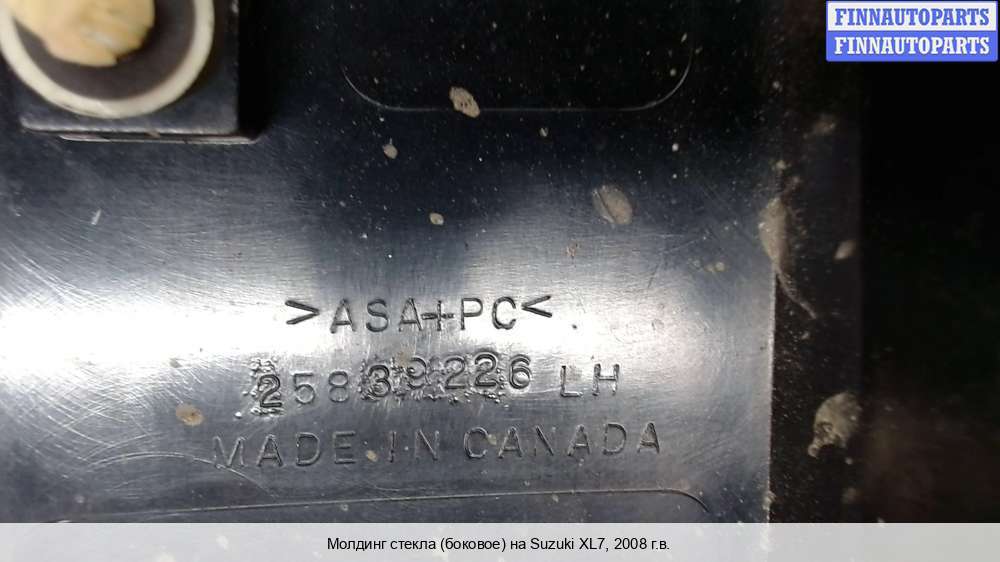 FINNAUTOPARTS
FINNAUTOPARTS
>ASA+PC<
25839226 LH
MADE IN CANADA
Молдинг стекла (боковое) на Suzuki XL7, 2008 г.в.